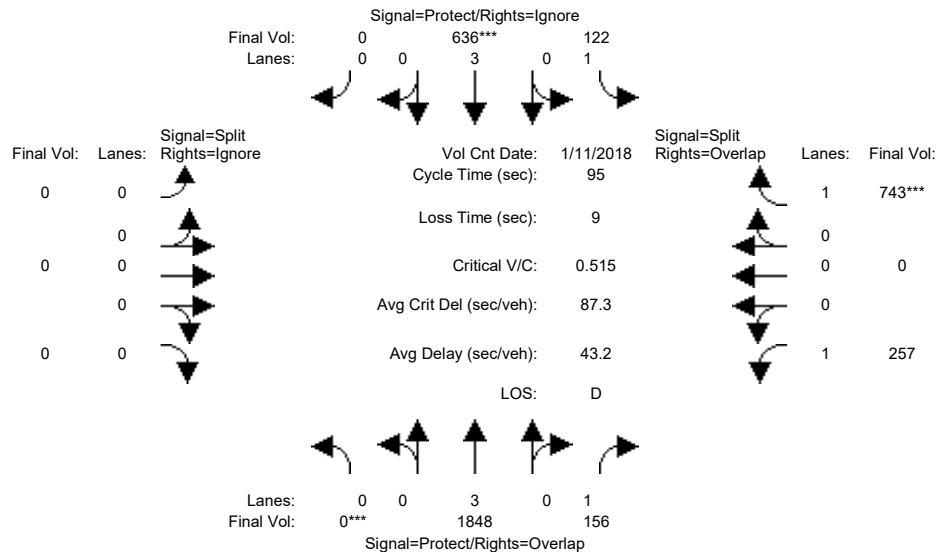 Signal=Protect/Rights=Ignore
Final Vol: 0 636*** 122
Lanes: 0 0 3 0 1
Signal=Split
Final Vol: Lanes: Rights=Ignore
Vol Cnt Date: 1/11/2018
Signal=Split
Rights=Overlap Lanes: Final Vol:
Cycle Time (sec): 95
0 0
1 743***
Loss Time (sec): 9
0
0
0 0
Critical V/C: 0.515
0 0
0
Avg Crit Del (sec/veh): 87.3
0
0 0
Avg Delay (sec/veh): 43.2
1 257
LOS: D
Lanes: 0 0 3 0 1
Final Vol: 0*** 1848 156
Signal=Protect/Rights=Overlap